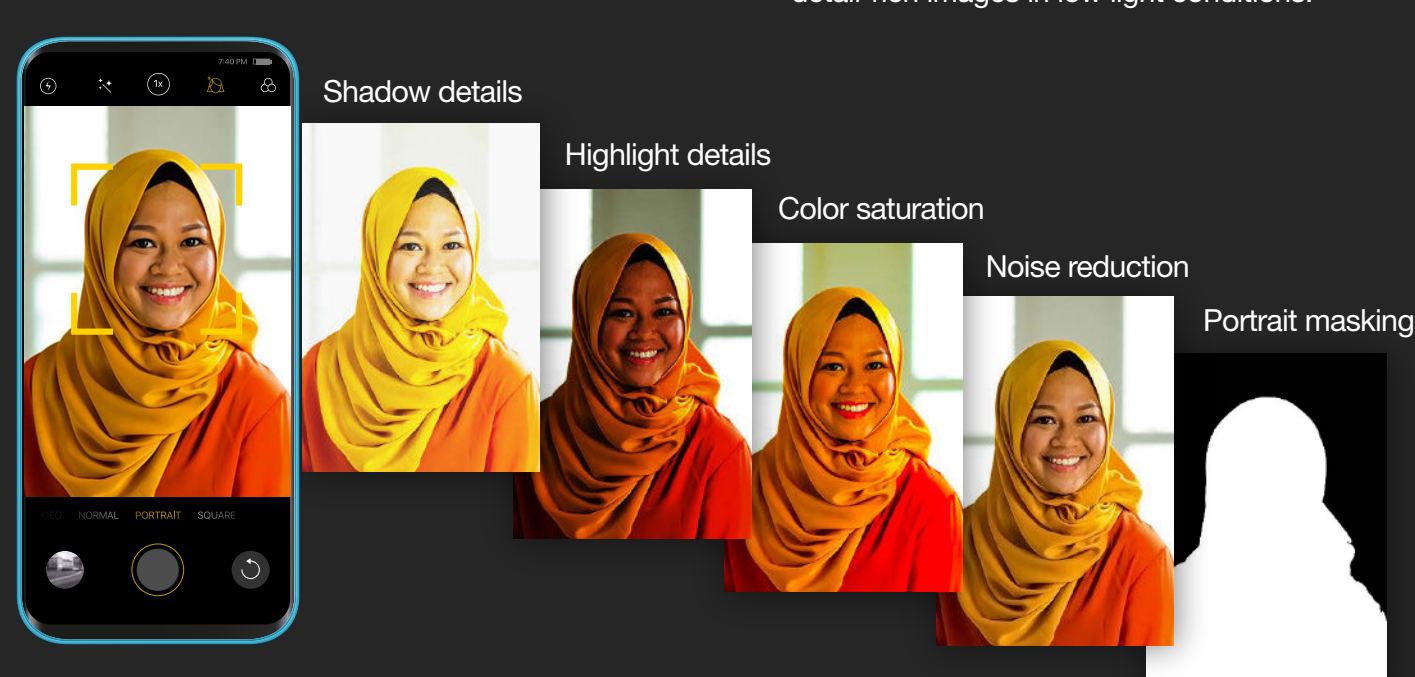 7:40 PM
1x
Shadow details
Highlight details
Color saturation
Noise reduction
Portrait masking
NORMAL PORTRAIT SQUARE